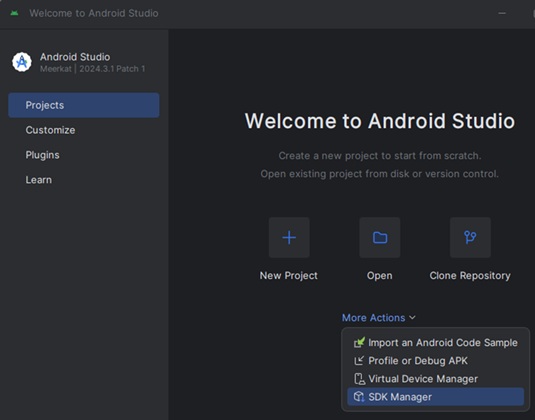 Welcome to Android Studio
Android Studio
Meerkat | 2024.3.1 Patch 1
Projects
Customize
Plugins
Learn
Welcome to Android Studio
Create a new project to start from scratch.
Open existing project from disk or version control.
New Project
Open
Clone Repository
More Actions
Import an Android Code Sample
Profile or Debug APK
Virtual Device Manager
SDK Manager